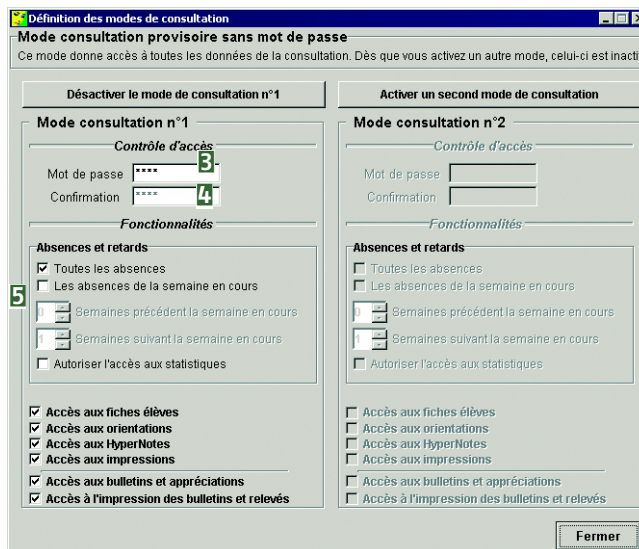 Définition des modes de consultation
Mode consultation provisoire sans mot de passe
Ce mode donne accès à toutes les données de la consultation. Dès que vous activez un autre mode, celui-ci est inacti
Désactiver le mode de consultation n°1
Activer un second mode de consultation
Mode consultation n°1
Contrôle d'accès
3
Mot de passe ****
4
Confirmation ****
Fonctionnalités
Absences et retards
Toutes les absences
5
Les absences de la semaine en cours
0 Semaines précédent la semaine en cours
1 Semaines suivant la semaine en cours
Autoriser l'accès aux statistiques
Accès aux fiches élèves
Accès aux orientations
Accès aux HyperNotes
Accès aux impressions
Accès aux bulletins et appréciations
Accès à l'impression des bulletins et relevés
Mode consultation n°2
Contrôle d'accès
Mot de passe
Confirmation
Fonctionnalités
Absences et retards
Toutes les absences
Les absences de la semaine en cours
0 Semaines précédent la semaine en cours
1 Semaines suivant la semaine en cours
Autoriser l'accès aux statistiques
Accès aux fiches élèves
Accès aux orientations
Accès aux HyperNotes
Accès aux impressions
Accès aux bulletins et appréciations
Accès à l'impression des bulletins et relevés
Fermer